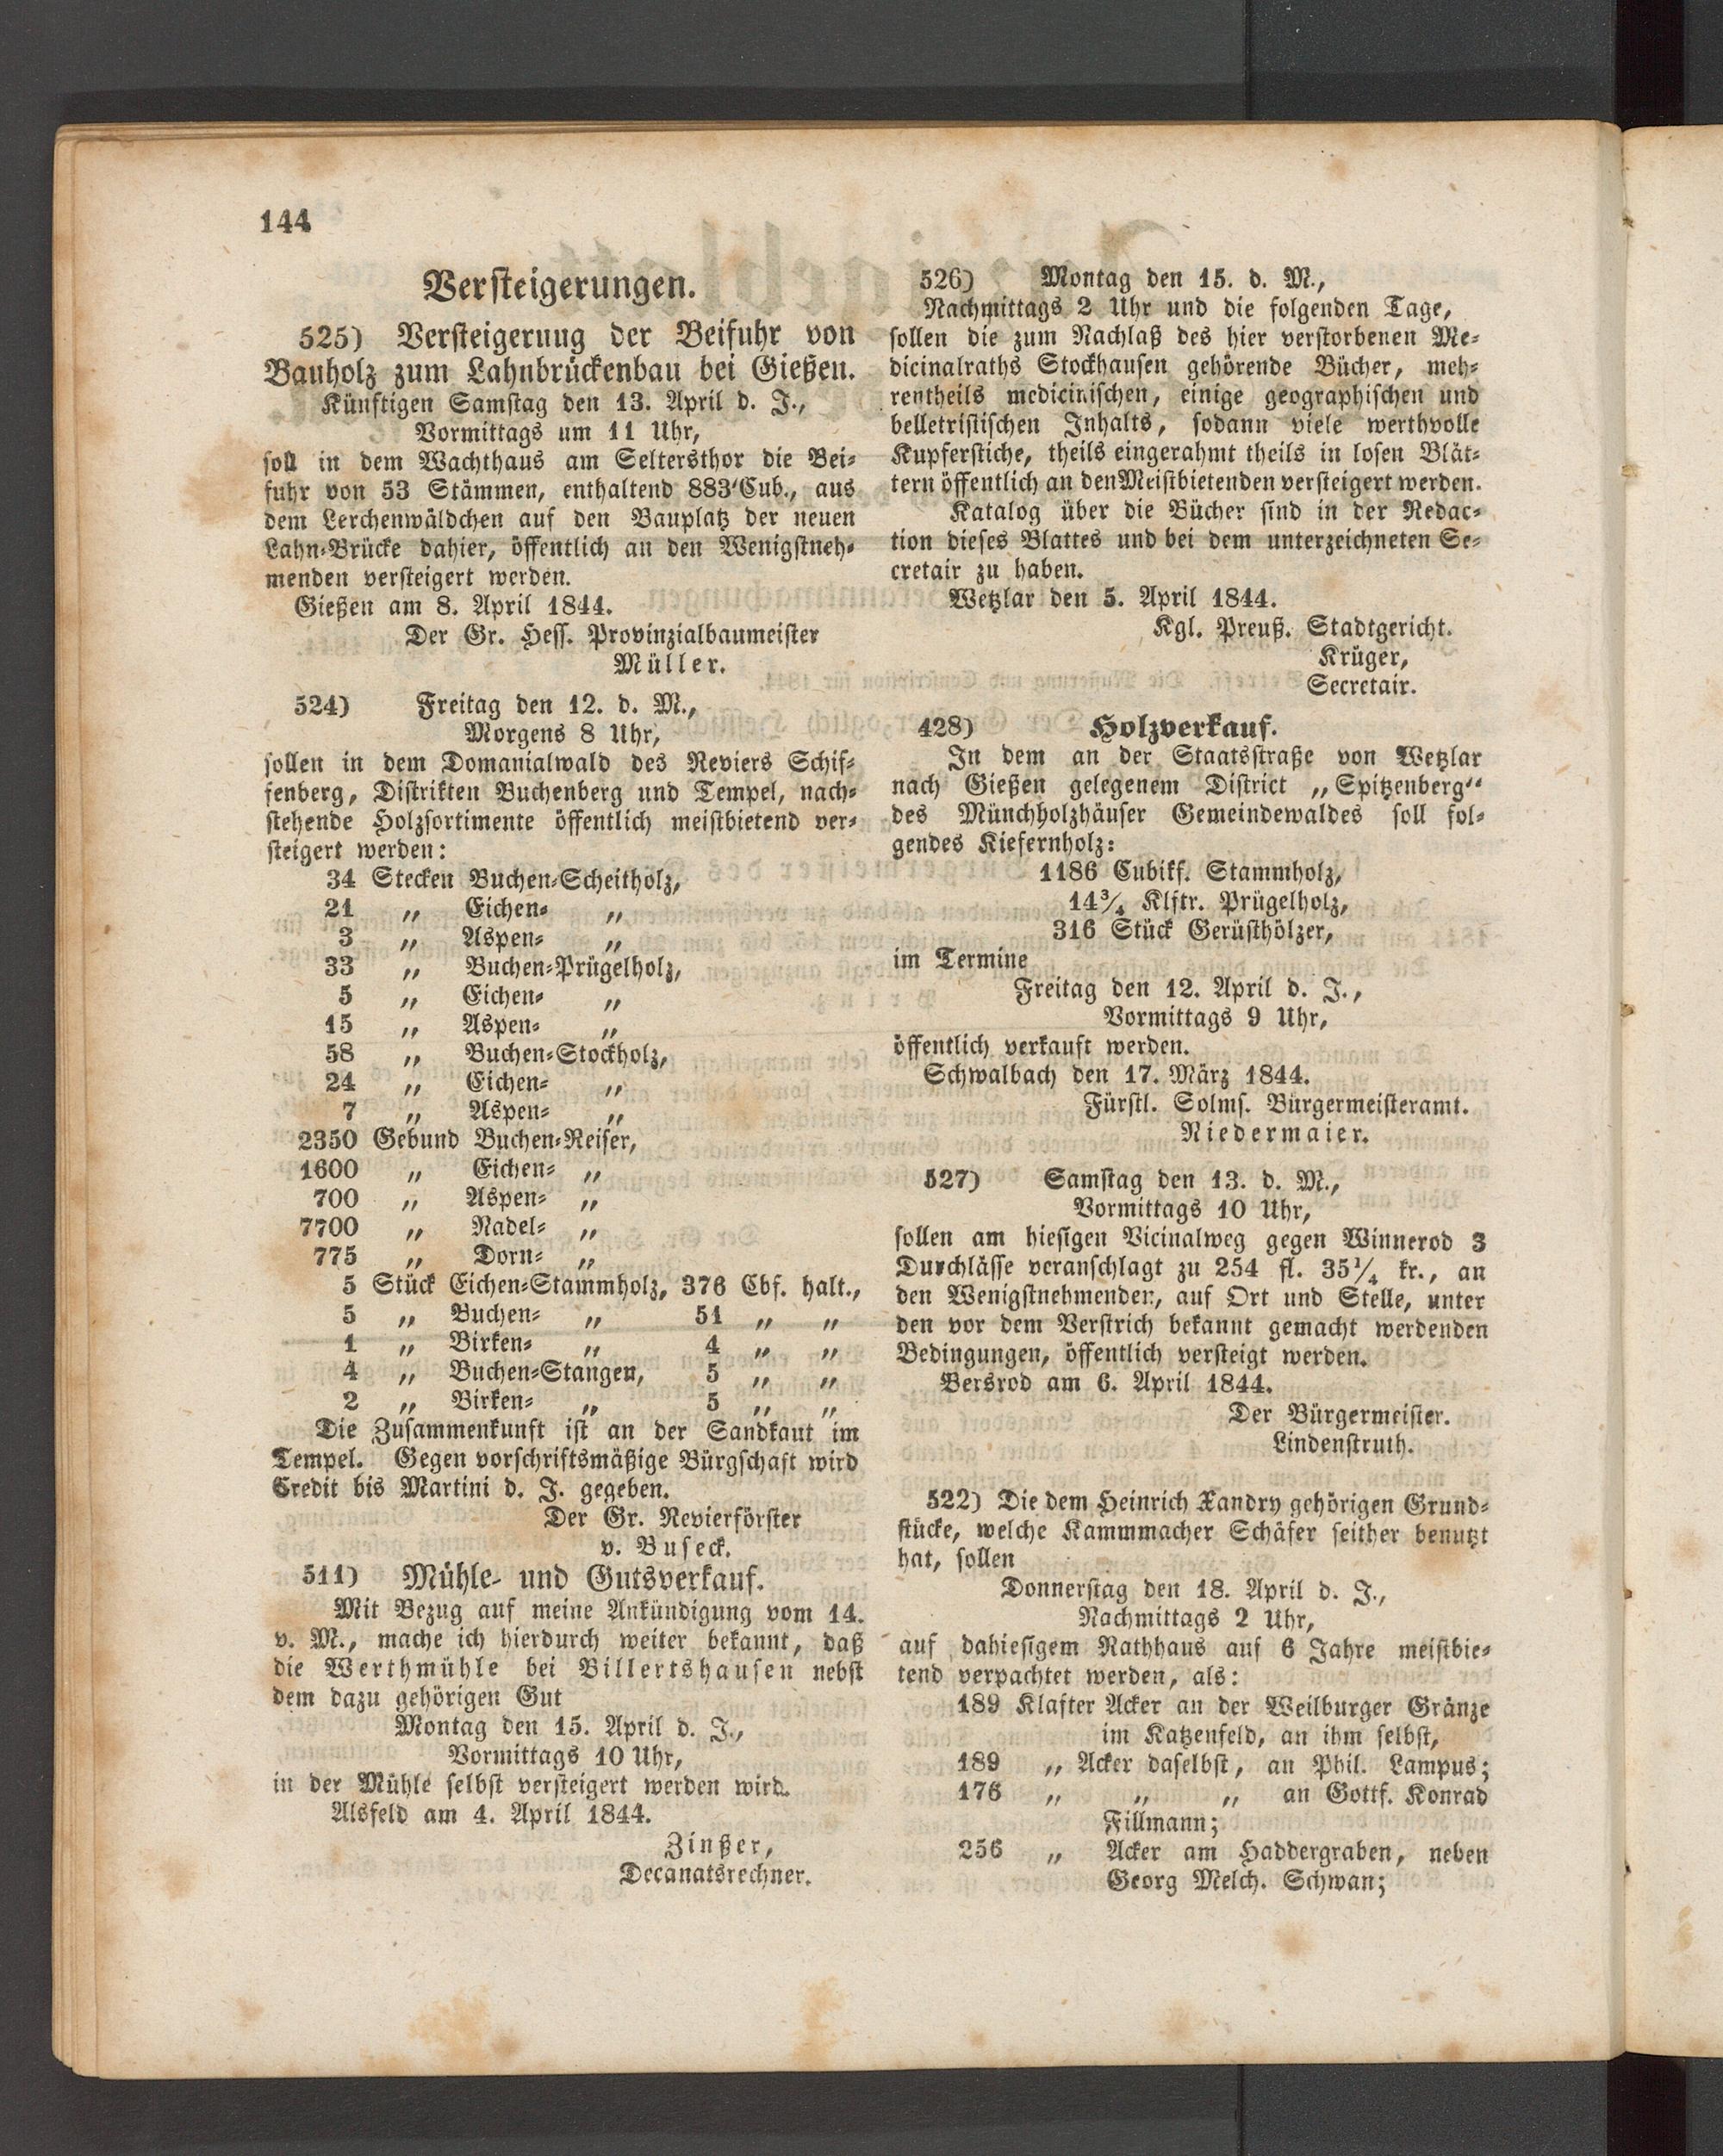 144
Versteigerungen.
525) Versteigeruug der Beifuhr von
Bauholz zum Lahnbrückenbau bei Gießen.
Künftigen Samstag den 13. April d. J.,
Vormittags um 11 Uhr,
soll in dem Wachthaus am Seltersthor die Bei-
fuhr von 53 Stämmen, enthaltend 883'Cub., aus
dem Lerchenwäldchen auf den Bauplatz der neuen
Lahn-Brücke dahier, öffentlich an den Wenigstneh-
menden versteigert werden.
Gießen am 8. April 1844.
Der Gr. Hess. Provinzialbaumeister
Müller.
524) Freitag den 12. d. M.,
Morgens 8 Uhr,
sollen in dem Domanialwald des Reviers Schif-
fenberg, Distrikten Buchenberg und Tempel, nach-
stehende Holzsortimente öffentlich meistbietend ver-
steigert werden:
34 Stecken Buchen-Scheitholz,
21 „ Eichen- „
3 „ Aspen- „
33 „ Buchen-Prügelholz,
5 „ Eichen- „
15 „ Aspen- „
58 „ Buchen-Stockholz,
24 „ Eichen- „
7 „ Aspen- „
2350 Gebund Buchen-Reiser,
1600 „ Eichen- „
700 „ Aspen- „
7700 „ Nadel- „
775 „ Dorn- „
5 Stück Eichen-Stammholz, 376 Cbf. halt.,
5 „ Buchen- „ 51 „ „
1 „ Birken- „ 4 „ „
4 „ Buchen-Stangen, 5 „ „
2 „ Birken- „ 5 „ „
Die Zusammenkunft ist an der Sandkaut im
Tempel. Gegen vorschriftsmäßige Bürgschaft wird
Credit bis Martini d. J. gegeben.
Der Gr. Revierförster
v. Buseck.
511) Mühle- und Gutsverkauf.
Mit Bezug auf meine Ankündigung vom 14.
v. M., mache ich hierdurch weiter bekannt, daß
die Werthmühle bei Billertshausen nebst
dem dazu gehörigen Gut
Montag den 15. April d. J.,
Vormittags 10 Uhr,
in der Mühle selbst versteigert werden wird.
Alsfeld am 4. April 1844.
Zinßer,
Decanatsrechner.
526) Montag den 15. d. M.,
Nachmittags 2 Uhr und die folgenden Tage,
sollen die zum Nachlaß des hier verstorbenen Me-
dicinalraths Stockhausen gehörende Bücher, meh-
rentheils medicinischen, einige geographischen und
belletristischen Inhalts, sodann viele werthvolle
Kupferstiche, theils eingerahmt theils in losen Blät-
tern öffentlich an den Meistbietenden versteigert werden.
Katalog über die Bücher sind in der Redac-
tion dieses Blattes und bei dem unterzeichneten Se-
cretair zu haben.
Wetzlar den 5. April 1844.
Kgl. Preuß. Stadtgericht.
Krüger,
Secretair.
428) Holzverkauf.
In dem an der Staatsstraße von Wetzlar
nach Gießen gelegenem District „Spitzenberg“
des Münchholzhäuser Gemeindewaldes soll fol-
gendes Kiefernholz:
1186 Cubikf. Stammholz,
14¾ Klftr. Prügelholz,
316 Stück Gerüsthölzer,
im Termine
Freitag den 12. April d. J.,
Vormittags 9 Uhr,
öffentlich verkauft werden.
Schwalbach den 17. März 1844.
Fürstl. Solms. Bürgermeisteramt.
Niedermaier.
527) Samstag den 13. d. M.,
Vormittags 10 Uhr,
sollen am hiesigen Vicinalweg gegen Winnerod 3
Durchlässe veranschlagt zu 254 fl. 35¼ kr., an
den Wenigstnehmenden, auf Ort und Stelle, unter
den vor dem Verstrich bekannt gemacht werdenden
Bedingungen, öffentlich versteigt werden.
Bersrod am 6. April 1844.
Der Bürgermeister.
Lindenstruth.
522) Die dem Heinrich Xandry gehörigen Grund-
stücke, welche Kammmacher Schäfer seither benutzt
hat, sollen
Donnerstag den 18. April d. J.,
Nachmittags 2 Uhr,
auf dahiesigem Rathhaus auf 6 Jahre meistbie-
tend verpachtet werden, als:
189 Klafter Acker an der Weilburger Gränze
im Katzenfeld, an ihm selbst,
189 „ Acker daselbst, an Phil. Lampus;
176 „ „ „ an Gottf. Konrad
Fillmann;
256 „ Acker am Haddergraben, neben
Georg Melch. Schwan;